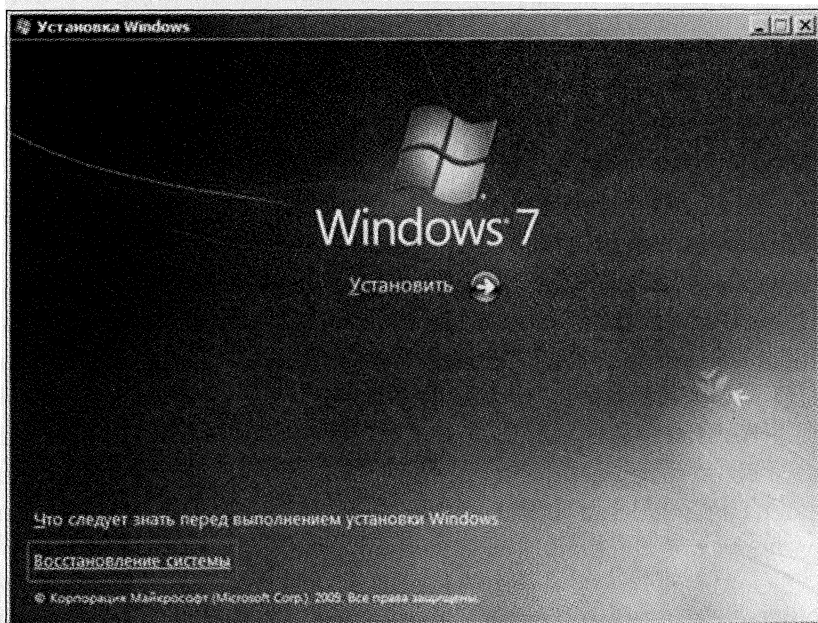 Установка Windows
Windows 7
Установить
Что следует знать перед выполнением установки Windows
Восстановление системы
© Корпорация Майкрософт (Microsoft Corp.), 2009. Все права защищены.